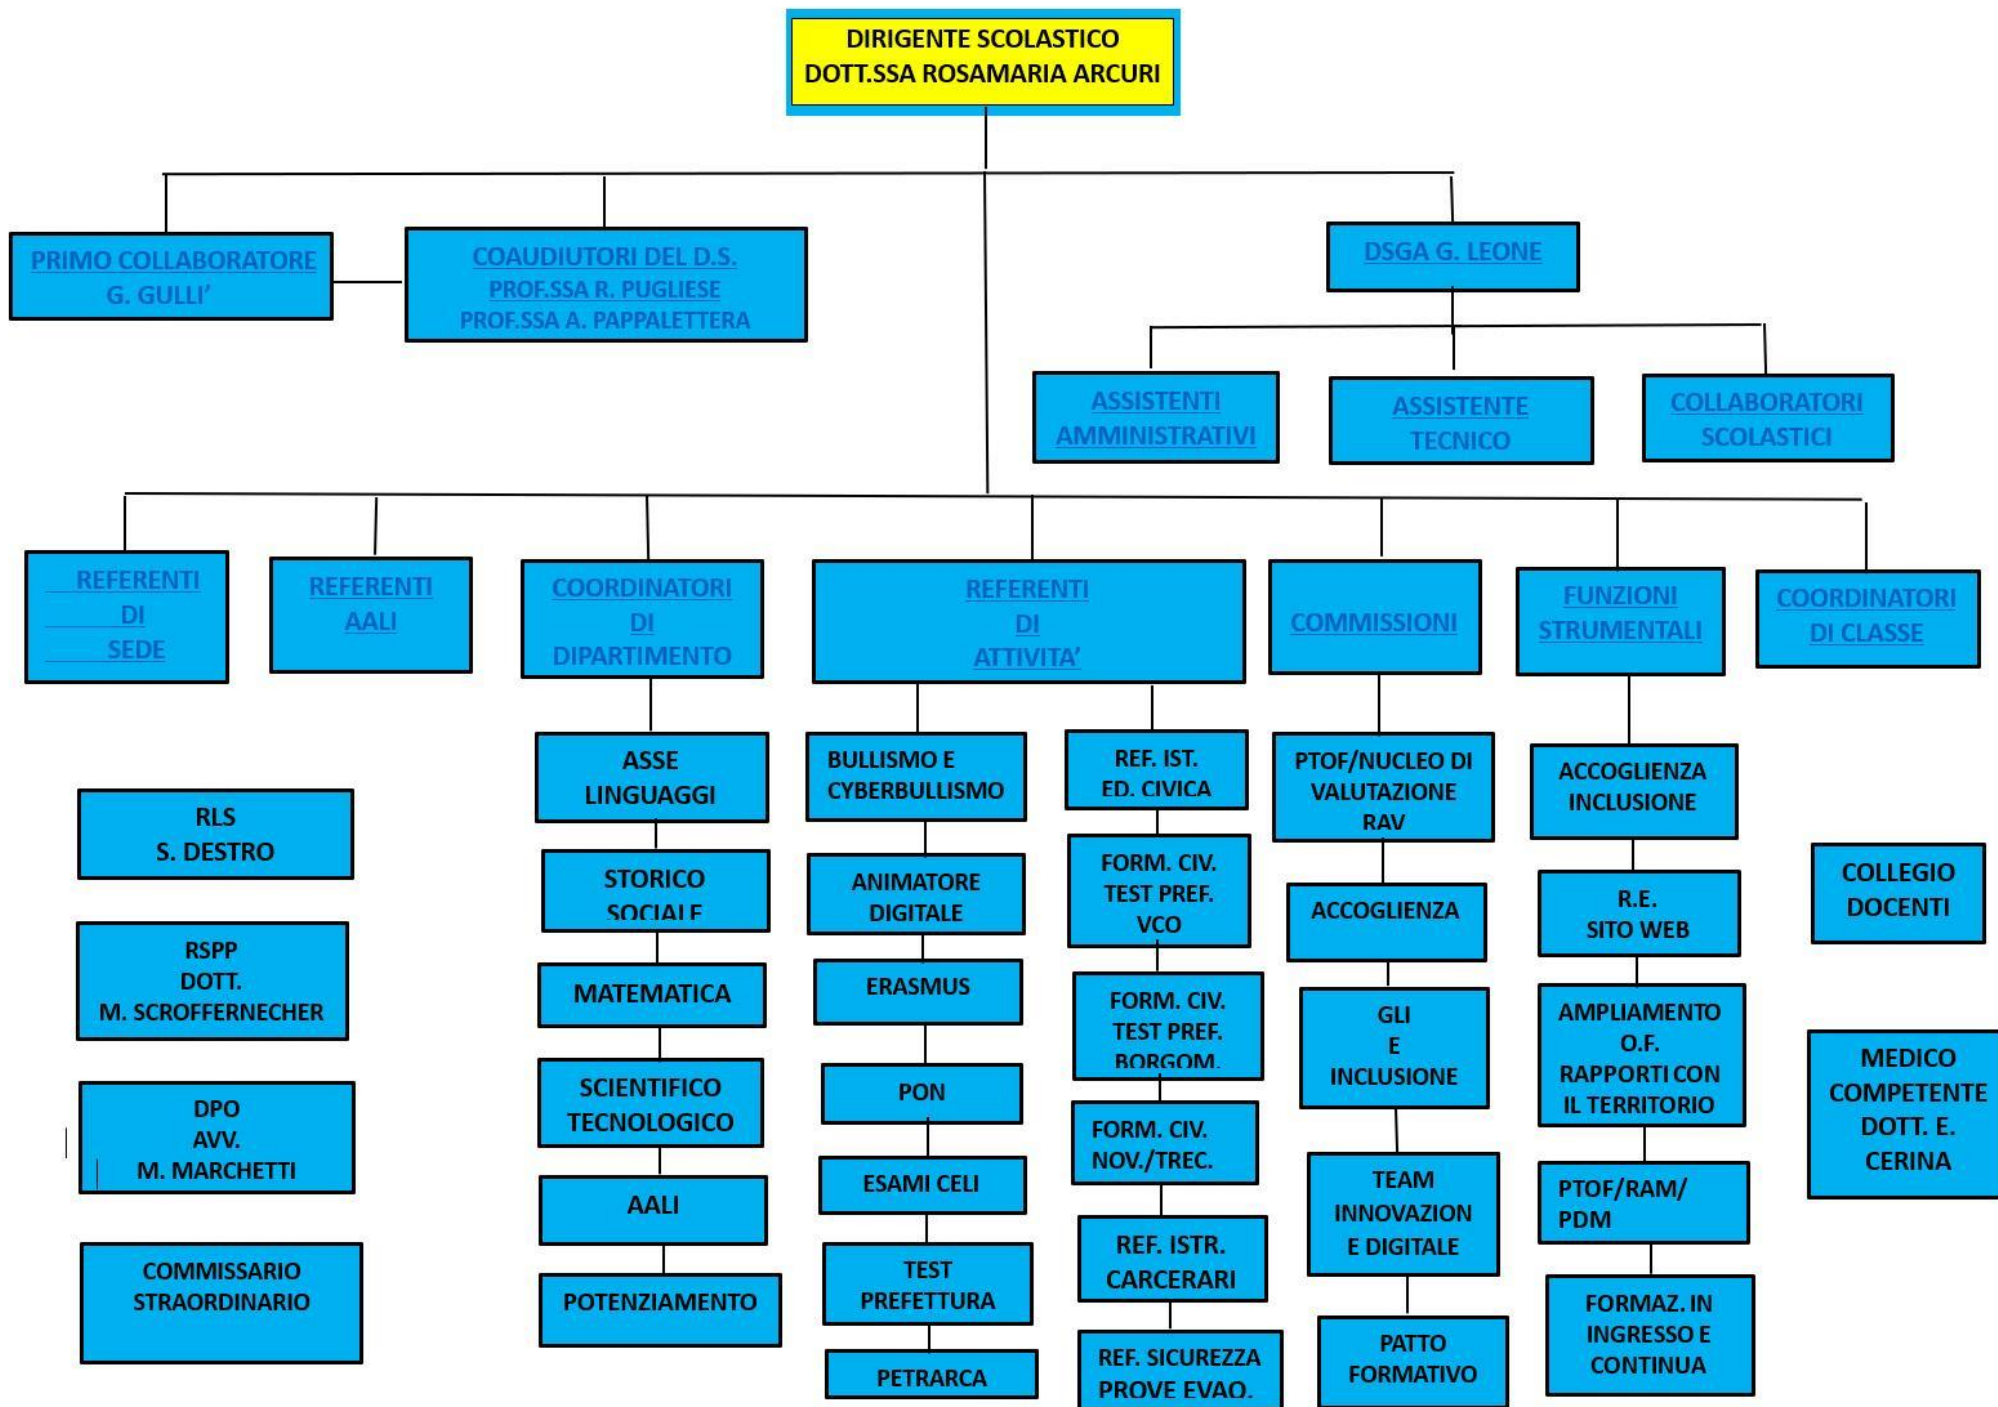 DIRIGENTE SCOLASTICO
DOTT.SSA ROSAMARIA ARCURI
PRIMO COLLABORATORE
G. GULLI’
COAUDIUTORI DEL D.S.
PROF.SSA R. PUGLIESE
PROF.SSA A. PAPPALETTERA
DSGA G. LEONE
ASSISTENTI
AMMINISTRATIVI
ASSISTENTE
TECNICO
COLLABORATORI
SCOLASTICI
REFERENTI
DI
SEDE
REFERENTI
AALI
COORDINATORI
DI
DIPARTIMENTO
REFERENTI
DI
ATTIVITA’
COMMISSIONI
FUNZIONI
STRUMENTALI
COORDINATORI
DI CLASSE
RLS
S. DESTRO
RSPP
DOTT.
M. SCROFFERNECHER
DPO
AVV.
M. MARCHETTI
COMMISSARIO
STRAORDINARIO
ASSE
LINGUAGGI
STORICO
SOCIALE
MATEMATICA
SCIENTIFICO
TECNOLOGICO
AALI
POTENZIAMENTO
BULLISMO E
CYBERBULLISMO
ANIMATORE
DIGITALE
ERASMUS
PON
ESAMI CELI
TEST
PREFETTURA
PETRARCA
REF. IST.
ED. CIVICA
FORM. CIV.
TEST PREF.
VCO
FORM. CIV.
TEST PREF.
BORGOM.
FORM. CIV.
NOV./TREC.
REF. ISTR.
CARCERARI
REF. SICUREZZA
PROVE EVAQ.
PTOF/NUCLEO DI
VALUTAZIONE
RAV
ACCOGLIENZA
GLI
E
INCLUSIONE
TEAM
INNOVAZION
E DIGITALE
PATTO
FORMATIVO
ACCOGLIENZA
INCLUSIONE
R.E.
SITO WEB
AMPLIAMENTO
O.F.
RAPPORTI CON
IL TERRITORIO
PTOF/RAM/
PDM
FORMAZ. IN
INGRESSO E
CONTINUA
COLLEGIO
DOCENTI
MEDICO
COMPETENTE
DOTT. E.
CERINA